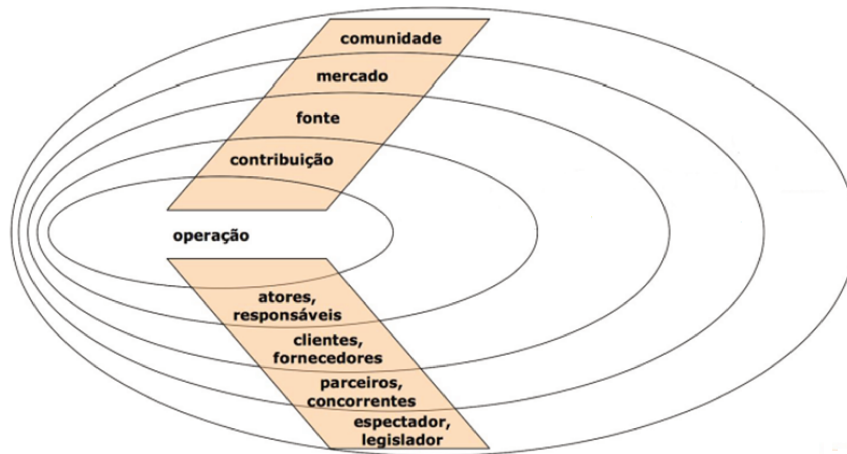 comunidade
mercado
fonte
contribuição
operação
atores,
responsáveis
clientes,
fornecedores
parceiros,
concorrentes
espectador,
legislador